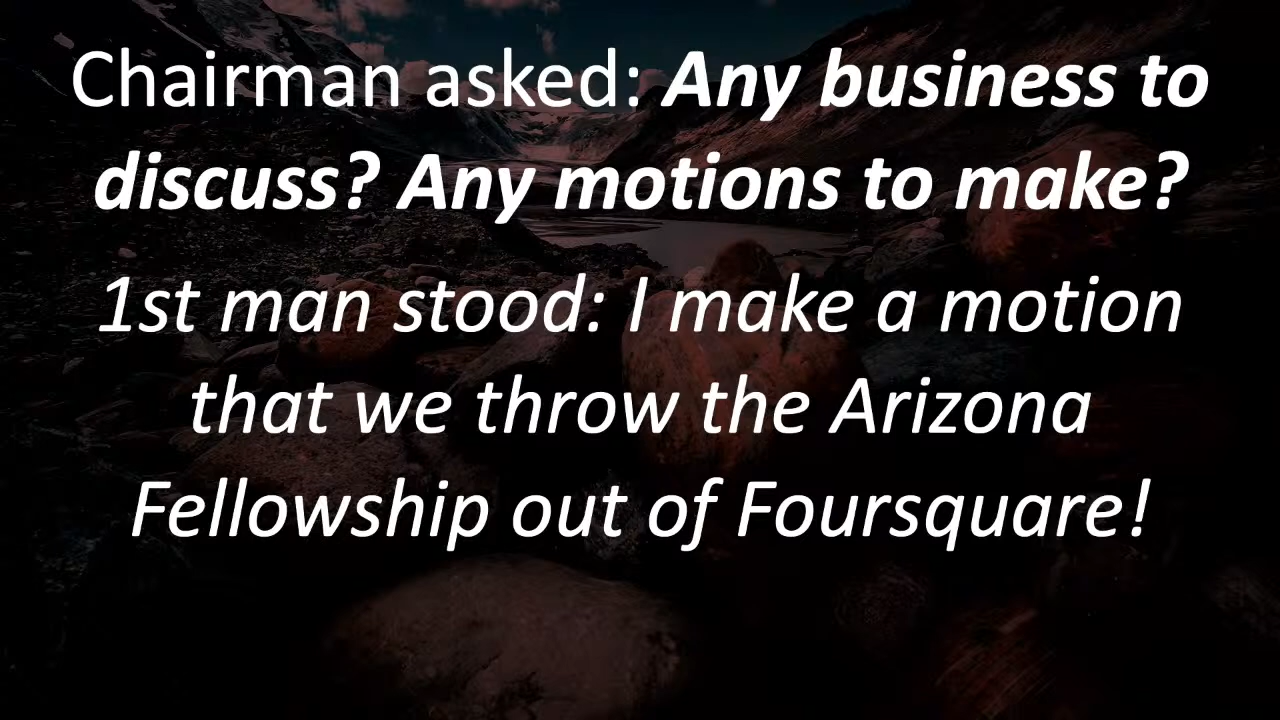 Chairman asked: Any business to
discuss? Any motions to make?
1st man stood: I make a motion
that we throw the Arizona
Fellowship out of Foursquare!